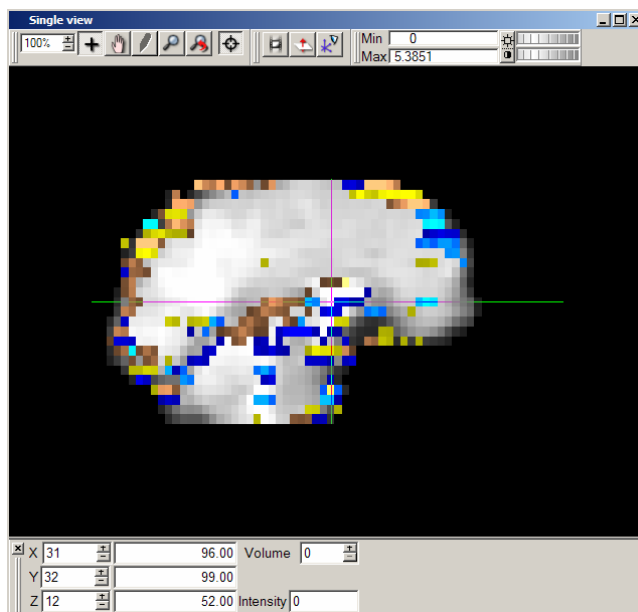 Single view
100% Min 0
Max 5.3851
X 31 96.00 Volume 0
Y 32 99.00
Z 12 52.00 Intensity 0